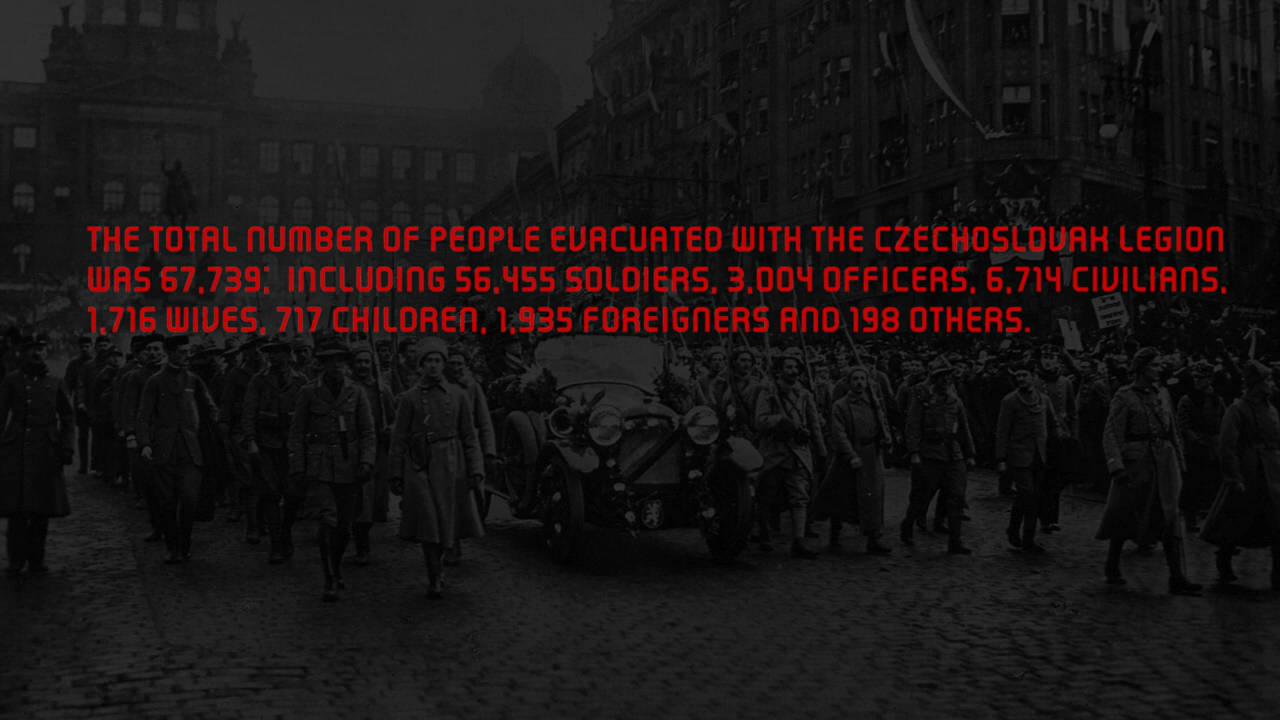 THE TOTAL NUMBER OF PEOPLE EVACUATED WITH THE CZECHOSLOVAK LEGION
WAS 67,739; INCLUDING 56,455 SOLDIERS, 3,004 OFFICERS, 6,714 CIVILIANS,
1,716 WIVES, 717 CHILDREN, 1,935 FOREIGNERS AND 198 OTHERS.